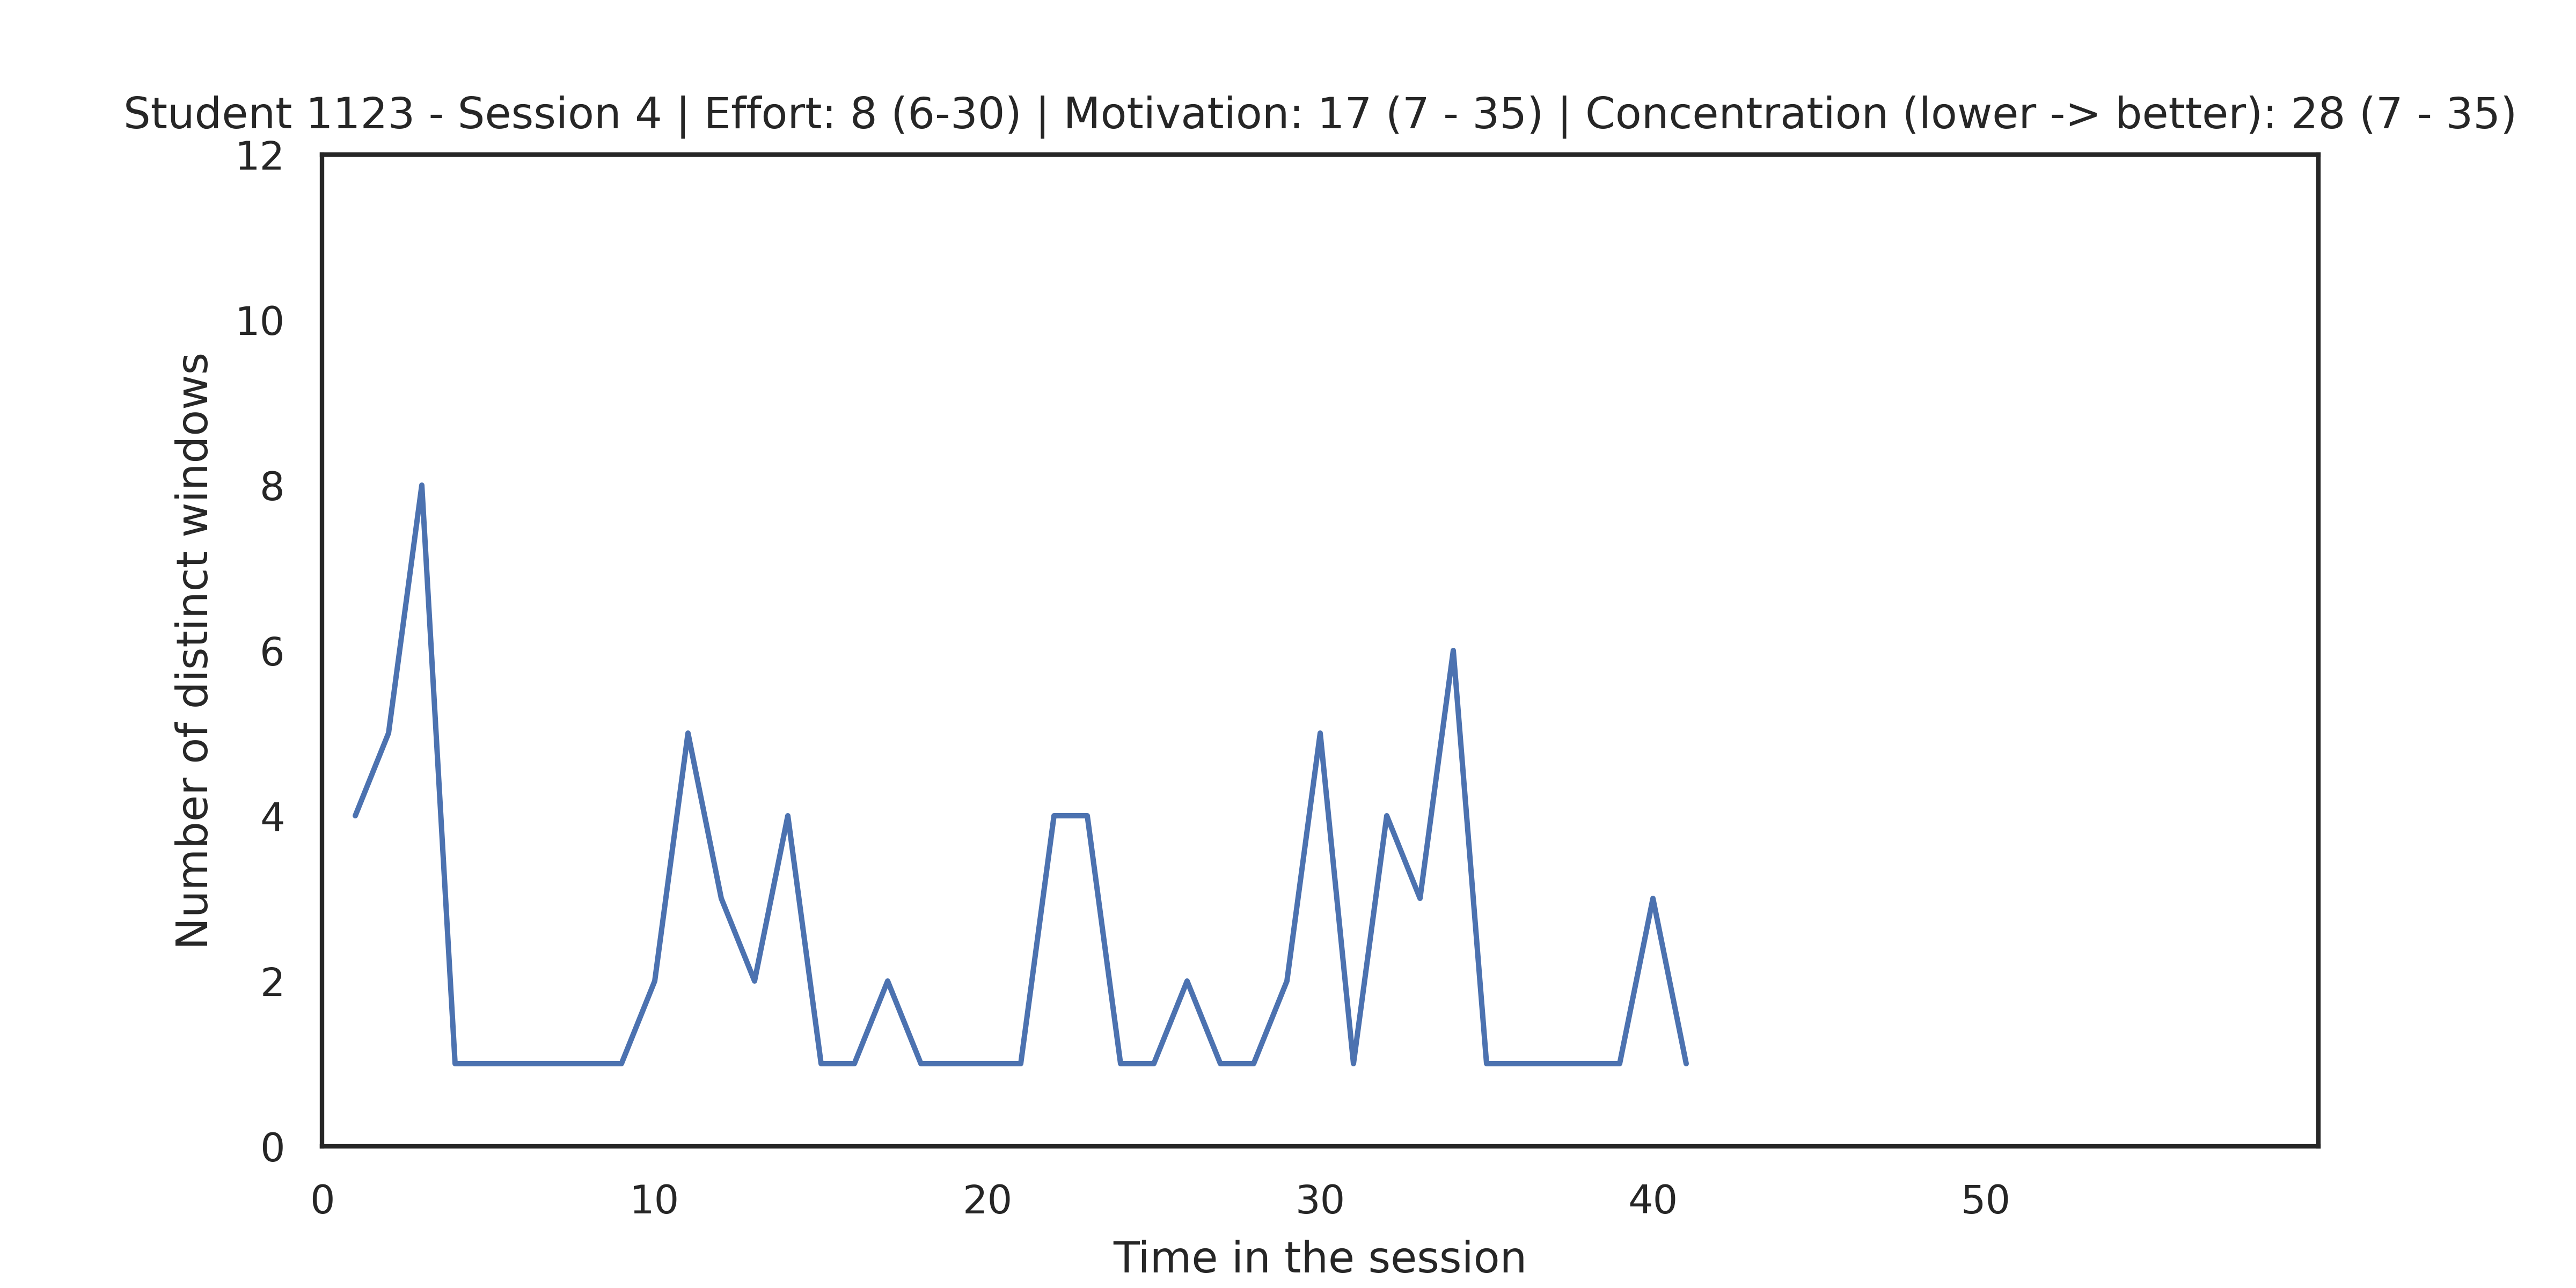 Student 1123 - Session 4 | Effort: 8 (6-30) | Motivation: 17 (7 - 35) | Concentration (lower -> better): 28 (7 - 35)
12
10
8
6
4
2
0
Number of distinct windows
0 10 20 30 40 50
Time in the session